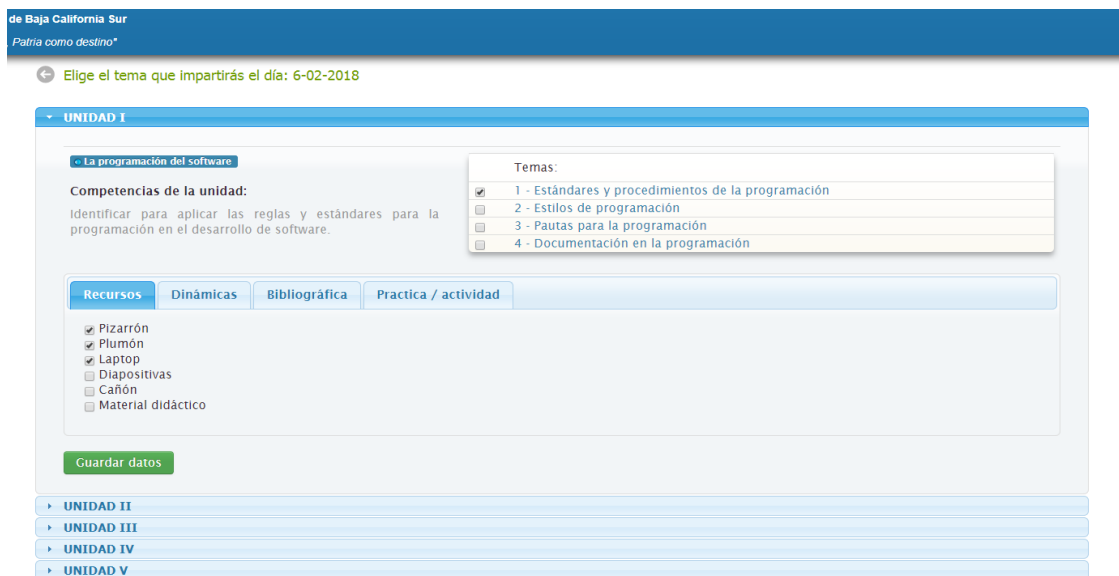 de Baja California Sur
, Patria como destino"
Elige el tema que impartirás el día: 6-02-2018
UNIDAD I
La programación del software
Competencias de la unidad:
Identificar para aplicar las reglas y estándares para la
programación en el desarrollo de software.
Temas:
1 - Estándares y procedimientos de la programación
2 - Estilos de programación
3 - Pautas para la programación
4 - Documentación en la programación
Recursos Dinámicas Bibliográfica Practica / actividad
Pizarrón
Plumón
Laptop
Diapositivas
Cañón
Material didáctico
Guardar datos
UNIDAD II
UNIDAD III
UNIDAD IV
UNIDAD V